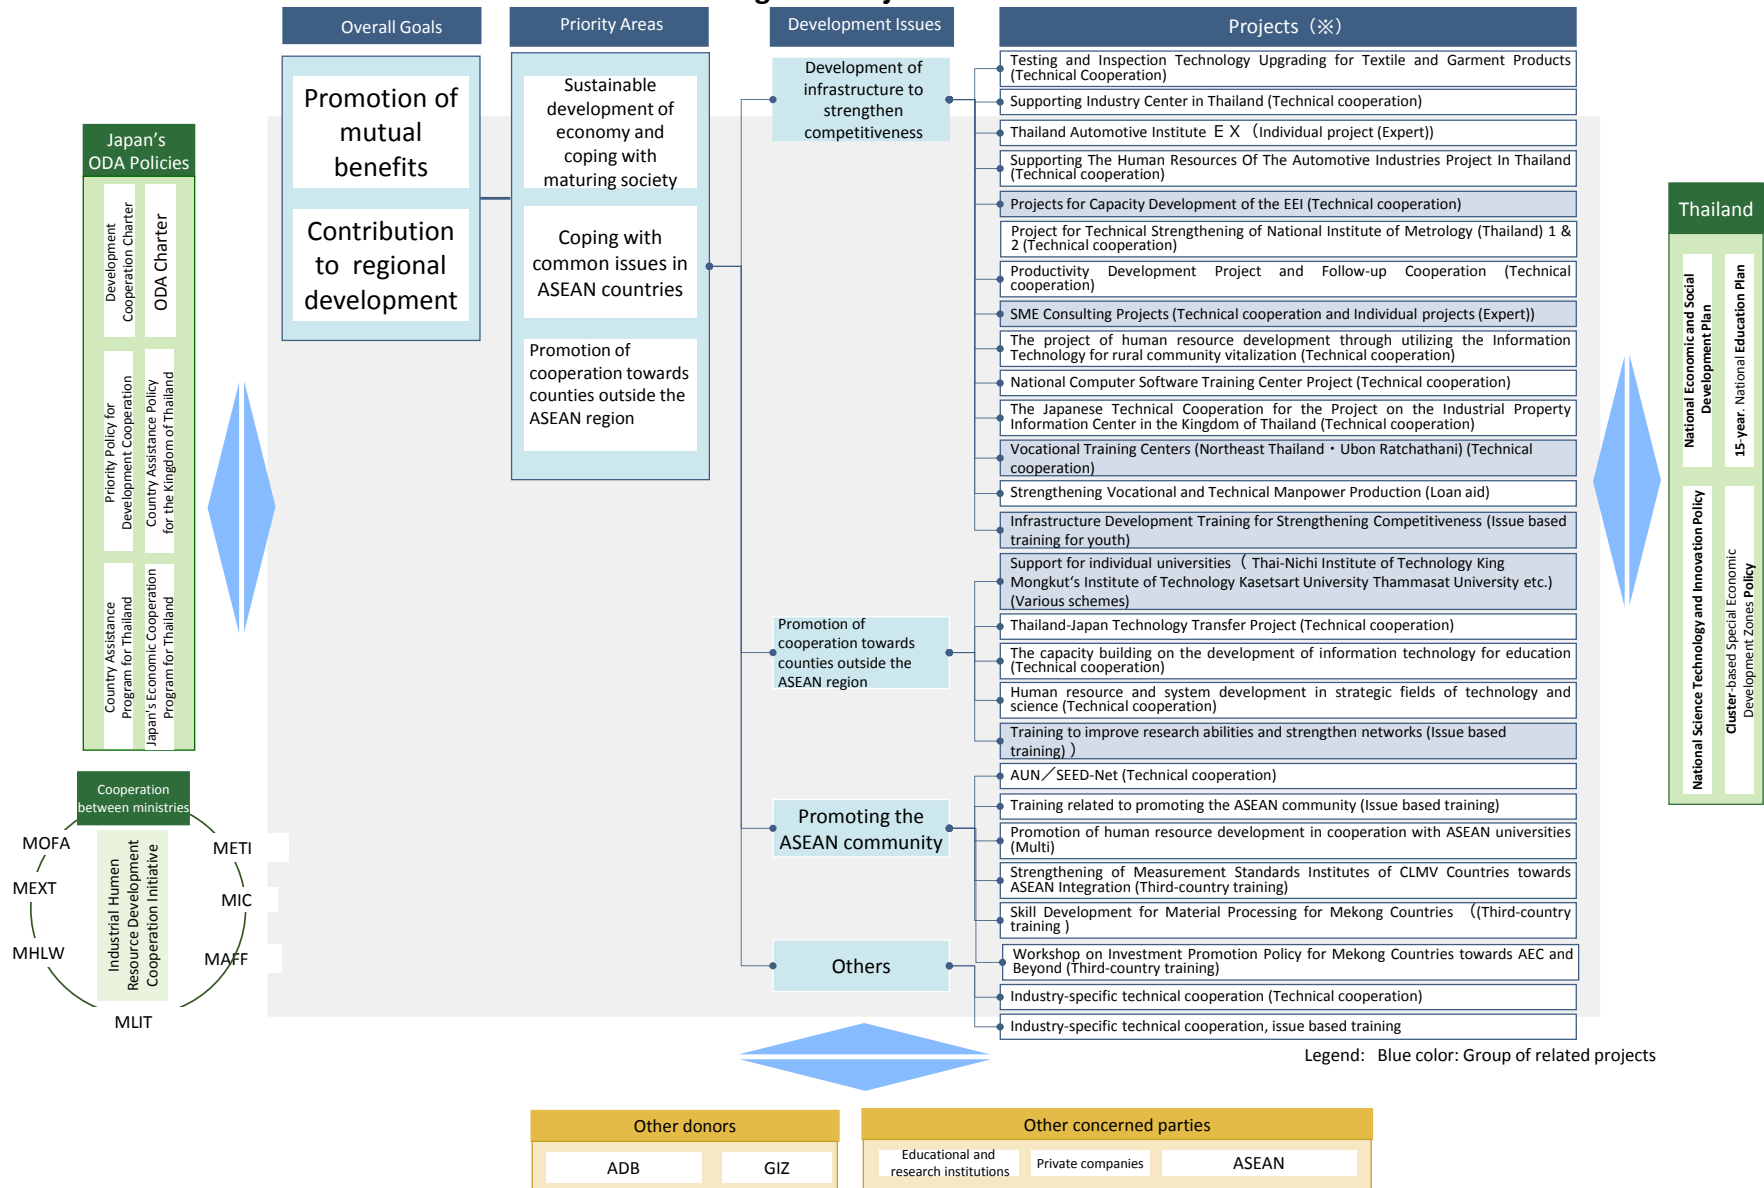 Overall Goals
Priority Areas
Development Issues
Projects（※）
Promotion of
mutual
benefits
Contribution
to regional
development
Sustainable
development of
economy and
coping with
maturing society
Coping with
common issues in
ASEAN countries
Promotion of
cooperation towards
counties outside the
ASEAN region
Development of
infrastructure to
strengthen
competitiveness
Promotion of
cooperation towards
counties outside the
ASEAN region
Promoting the
ASEAN community
Others
Testing and Inspection Technology Upgrading for Textile and Garment Products
(Technical Cooperation)
Supporting Industry Center in Thailand (Technical cooperation)
Thailand Automotive Institute ＥＸ（Individual project (Expert))
Supporting The Human Resources Of The Automotive Industries Project In Thailand
(Technical cooperation)
Projects for Capacity Development of the EEI (Technical cooperation)
Project for Technical Strengthening of National Institute of Metrology (Thailand) 1 &
2 (Technical cooperation)
Productivity Development Project and Follow-up Cooperation (Technical
cooperation)
SME Consulting Projects (Technical cooperation and Individual projects (Expert))
The project of human resource development through utilizing the Information
Technology for rural community vitalization (Technical cooperation)
National Computer Software Training Center Project (Technical cooperation)
The Japanese Technical Cooperation for the Project on the Industrial Property
Information Center in the Kingdom of Thailand (Technical cooperation)
Vocational Training Centers (Northeast Thailand・Ubon Ratchathani) (Technical
cooperation)
Strengthening Vocational and Technical Manpower Production (Loan aid)
Infrastructure Development Training for Strengthening Competitiveness (Issue based
training for youth)
Support for individual universities（ Thai-Nichi Institute of Technology King
Mongkut‘s Institute of Technology Kasetsart University Thammasat University etc.)
(Various schemes)
Thailand-Japan Technology Transfer Project (Technical cooperation)
The capacity building on the development of information technology for education
(Technical cooperation)
Human resource and system development in strategic fields of technology and
science (Technical cooperation)
Training to improve research abilities and strengthen networks (Issue based
training) ）
AUN／SEED-Net (Technical cooperation)
Training related to promoting the ASEAN community (Issue based training)
Promotion of human resource development in cooperation with ASEAN universities
(Multi)
Strengthening of Measurement Standards Institutes of CLMV Countries towards
ASEAN Integration (Third-country training)
Skill Development for Material Processing for Mekong Countries （(Third-country
training )
Workshop on Investment Promotion Policy for Mekong Countries towards AEC and
Beyond (Third-country training)
Industry-specific technical cooperation (Technical cooperation)
Industry-specific technical cooperation, issue based training
Legend: Blue color: Group of related projects
Japan’s
ODA Policies
Development
Cooperation Charter
ODA Charter
Priority Policy for
Development Cooperation
Country Assistance Policy
for the Kingdom of Thailand
Country Assistance
Program for Thailand
Japan's Economic Cooperation
Program for Thailand
Cooperation
between ministries
Industrial Humen
Resource Development
Cooperation Initiative
MOFA
METI
MEXT
MIC
MHLW
MAFF
MLIT
Thailand
National Economic and Social
Development Plan
15-year. National Education Plan
National Science Technology and Innovation Policy
Cluster-based Special Economic
Development Zones Policy
Other donors
ADB
GIZ
Other concerned parties
Educational and
research institutions
Private companies
ASEAN